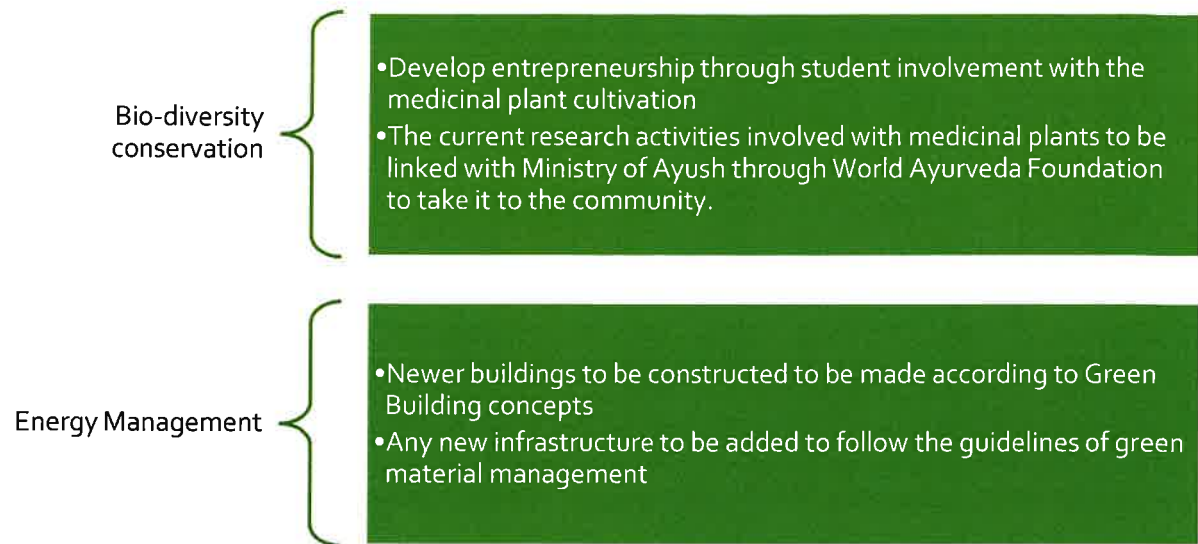 Bio-diversity
conservation
•Develop entrepreneurship through student involvement with the
medicinal plant cultivation
•The current research activities involved with medicinal plants to be
linked with Ministry of Ayush through World Ayurveda Foundation
to take it to the community.
Energy Management
•Newer buildings to be constructed to be made according to Green
Building concepts
•Any new infrastructure to be added to follow the guidelines of green
material management